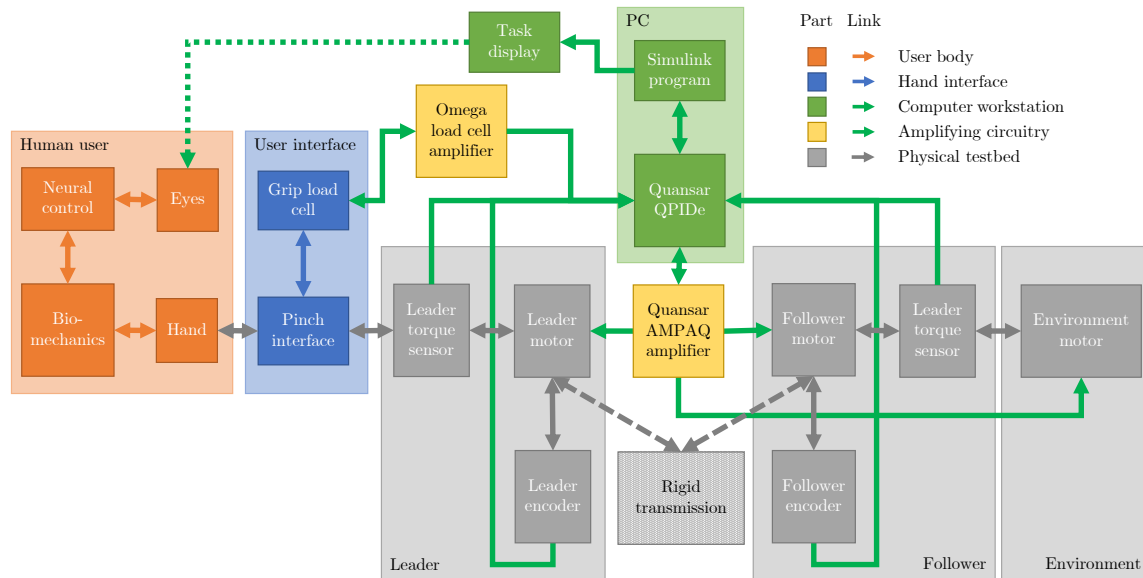 Task
display
PC
Simulink
program
Part Link
User body
Hand interface
Computer workstation
Amplifying circuitry
Physical testbed
Omega
load cell
amplifier
Human user
Neural
control
Eyes
Bio-
mechanics
Hand
User interface
Grip load
cell
Pinch
interface
Quansar
QPIDe
Leader
torque
sensor
Leader
motor
Quansar
AMPAQ
amplifier
Follower
motor
Leader
torque
sensor
Environment
motor
Leader
encoder
Rigid
transmission
Follower
encoder
Leader
Follower
Environment